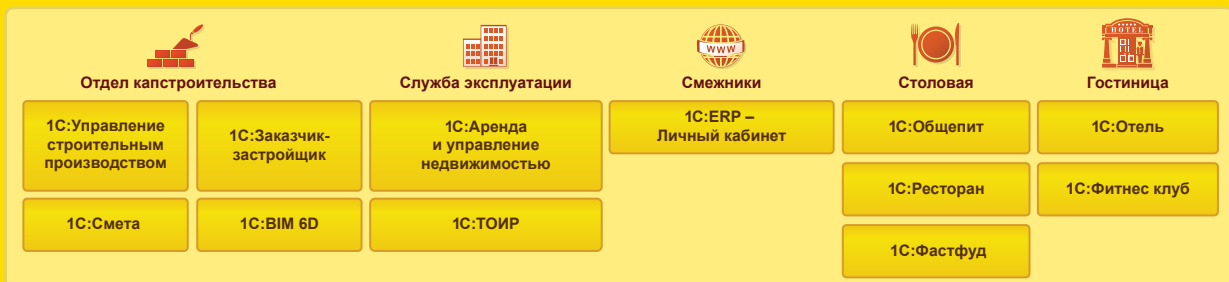 WWW
HOTEL
Отдел капстроительства
1С:Управление
строительным
производством
1С:Заказчик-
застройщик
1С:Смета
1С:BIM 6D
Служба эксплуатации
1С:Аренда
и управление
недвижимостью
1С:ТОИР
Смежники
1С:ERP –
Личный кабинет
Столовая
1С:Общепит
1С:Ресторан
1С:Фастфуд
Гостиница
1С:Отель
1С:Фитнес клуб